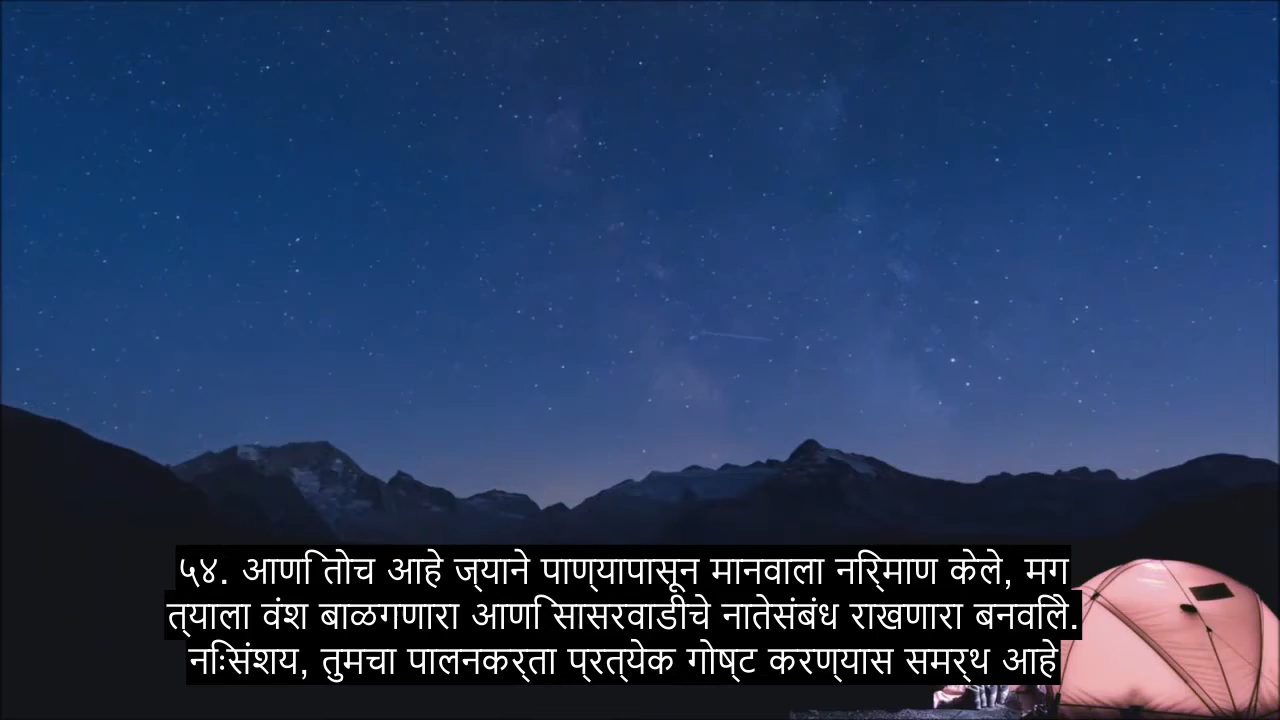 ५४. आणि तोच आहे ज्याने पाण्यापासून मानवाला निर्माण केले, मग
त्याला वंश बाळगणारा आणि सासरवाडीचे नातेसंबंध राखणारा बनविले.
निःसंशय, तुमचा पालनकर्ता प्रत्येक गोष्ट करण्यास समर्थ आहे